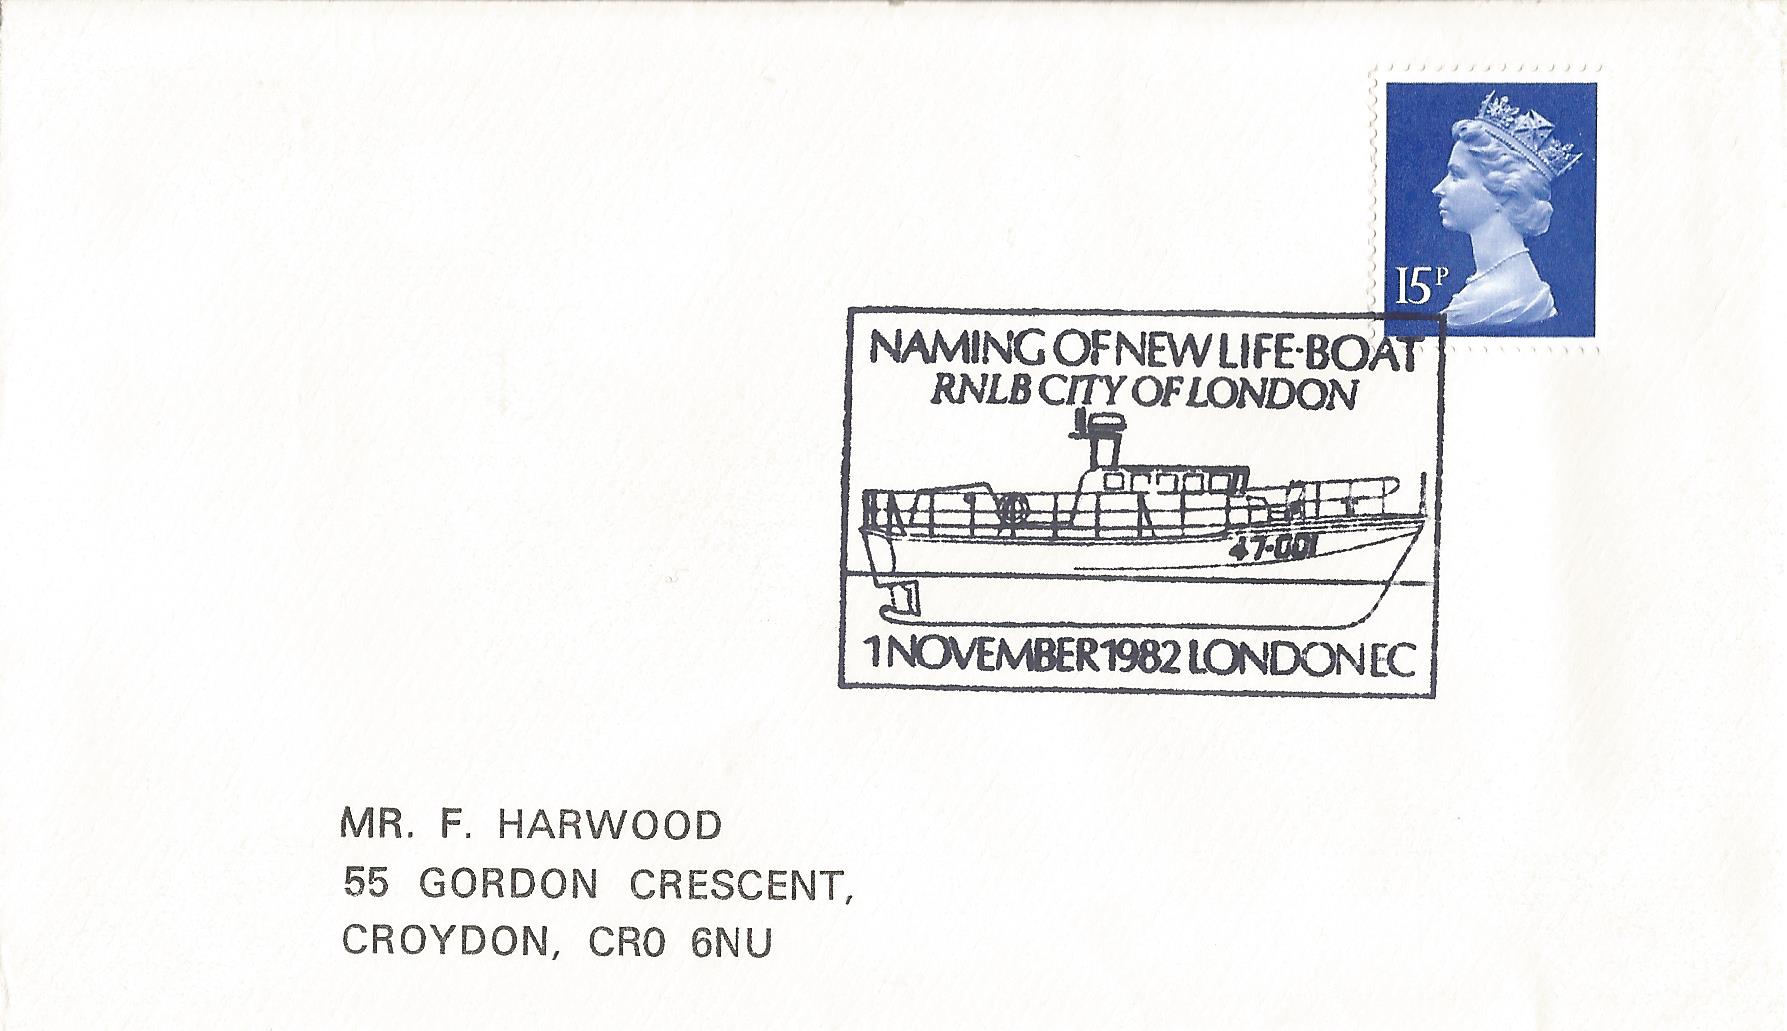 15P
NAMING OF NEW LIFE-BOAT
RNLB CITY OF LONDON
47-001
1 NOVEMBER 1982 LONDON EC
MR. F. HARWOOD
55 GORDON CRESCENT,
CROYDON, CR0 6NU